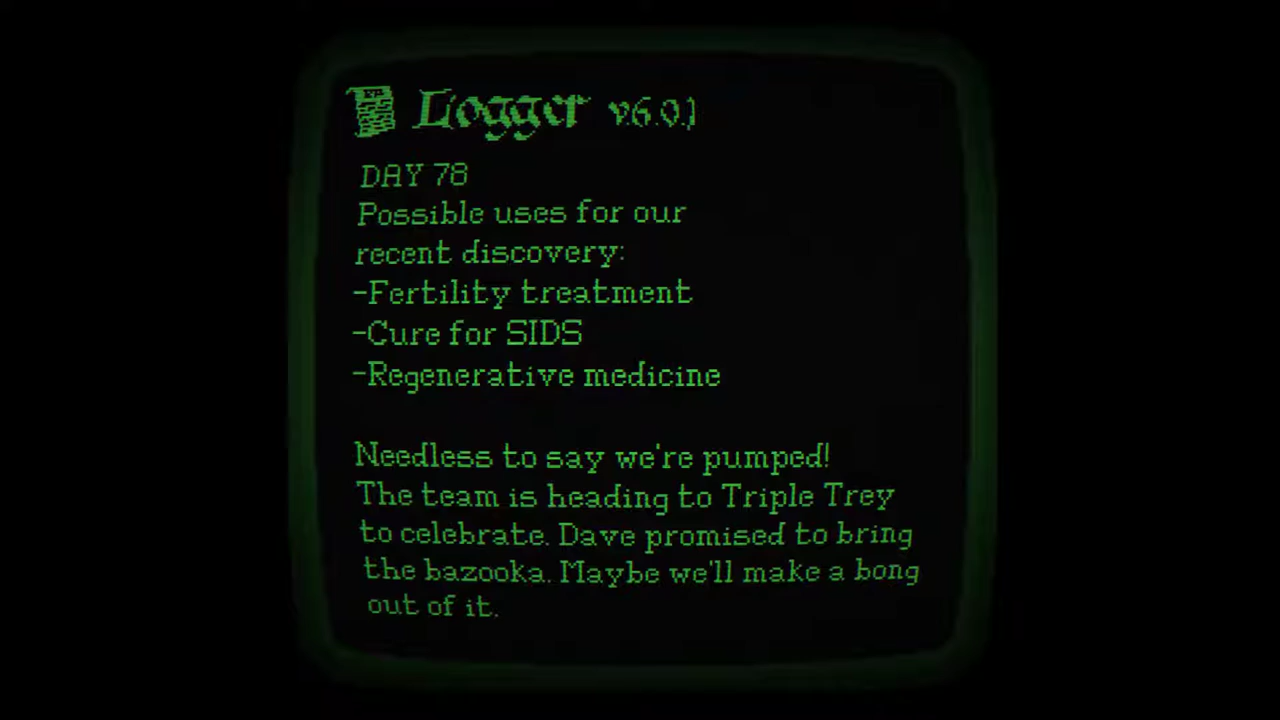 Logger v.6.0.1
DAY 78
Possible uses for our
recent discovery:
-Fertility treatment
-Cure for SIDS
-Regenerative medicine
Needless to say we're pumped!
The team is heading to Triple Trey
to celebrate. Dave promised to bring
the bazooka. Maybe we'll make a bong
out of it.